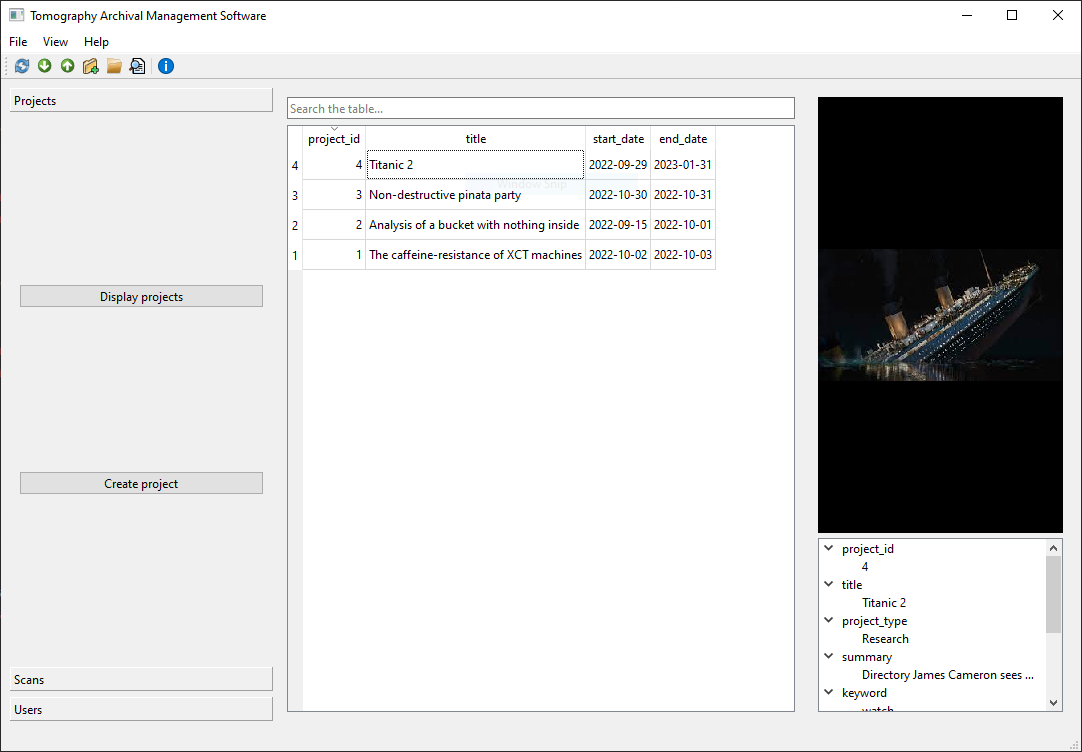 Tomography Archival Management Software
File View Help
Projects
Display projects
Create project
Scans
Users
Search the table...
project_id title start_date end_date
4 4 Titanic 2 2022-09-29 2023-01-31
Window Snip
3 3 Non-destructive pinata party 2022-10-30 2022-10-31
2 2 Analysis of a bucket with nothing inside 2022-09-15 2022-10-01
1 1 The caffeine-resistance of XCT machines 2022-10-02 2022-10-03
project_id
4
title
Titanic 2
project_type
Research
summary
Directory James Cameron sees ...
keyword
watch